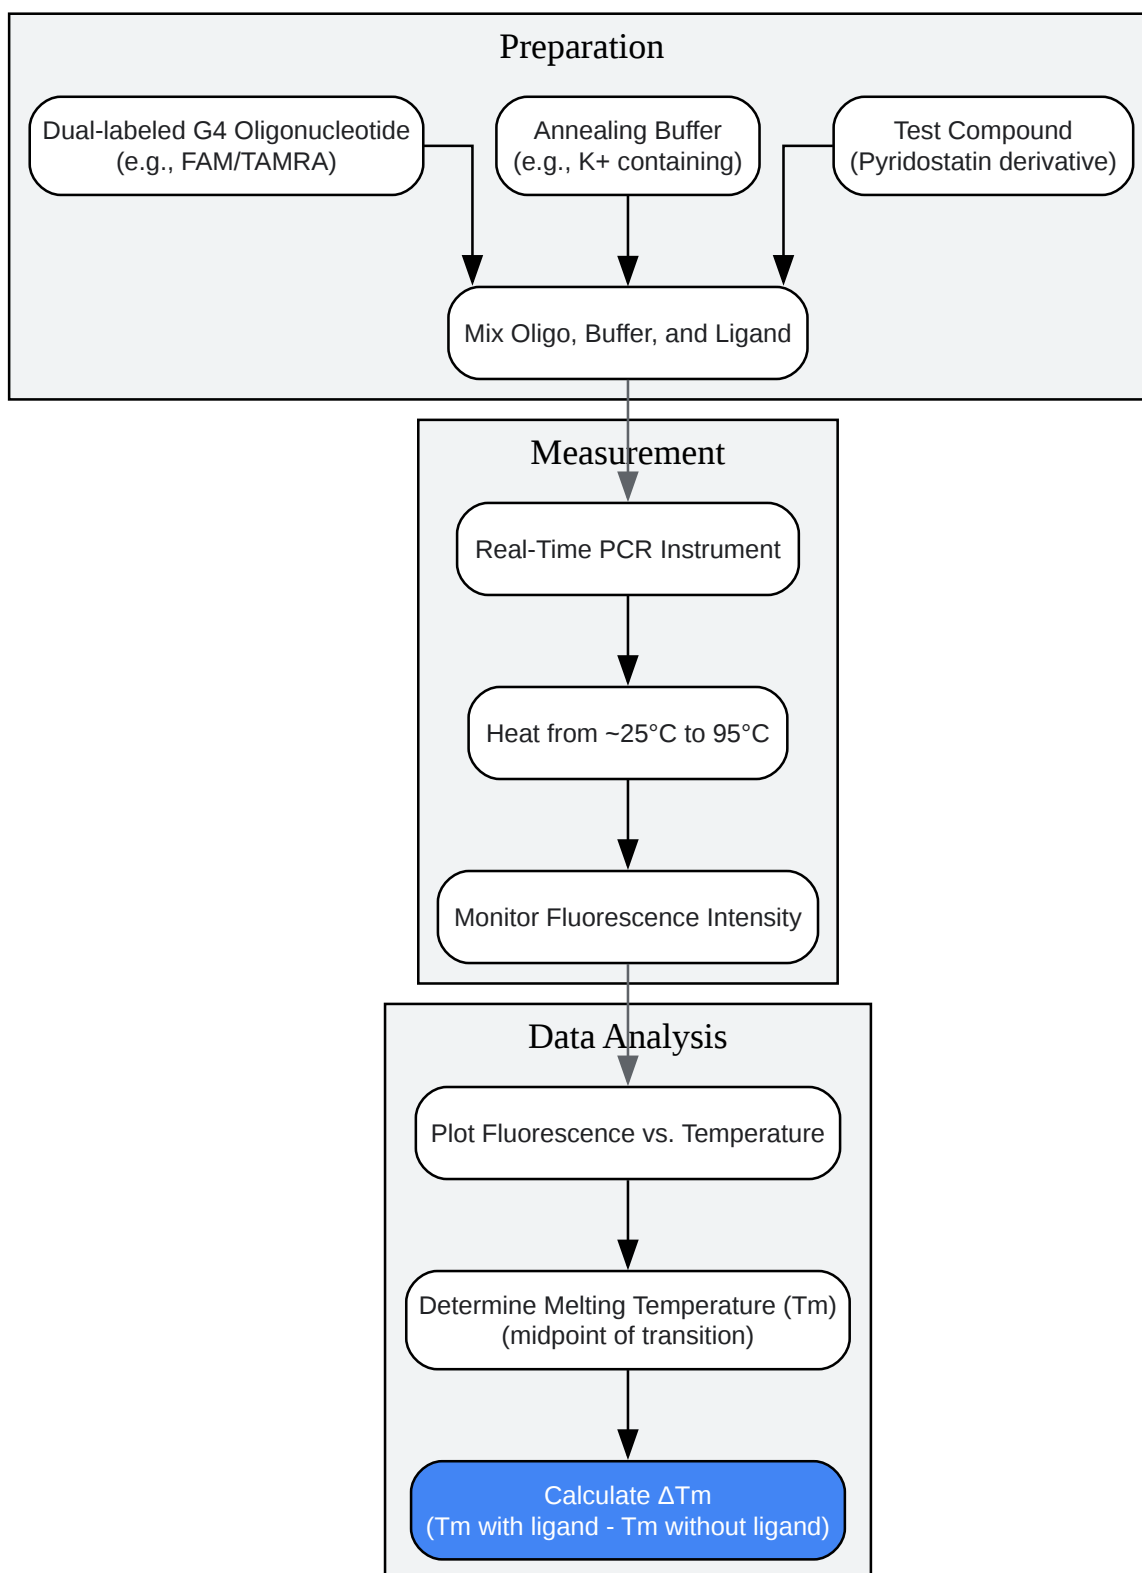 Preparation
Dual-labeled G4 Oligonucleotide
(e.g., FAM/TAMRA)
Annealing Buffer
(e.g., K+ containing)
Test Compound
(Pyridostatin derivative)
Mix Oligo, Buffer, and Ligand
Measurement
Real-Time PCR Instrument
Heat from ~25°C to 95°C
Monitor Fluorescence Intensity
Data Analysis
Plot Fluorescence vs. Temperature
Determine Melting Temperature (Tm)
(midpoint of transition)
Calculate ΔTm
(Tm with ligand - Tm without ligand)